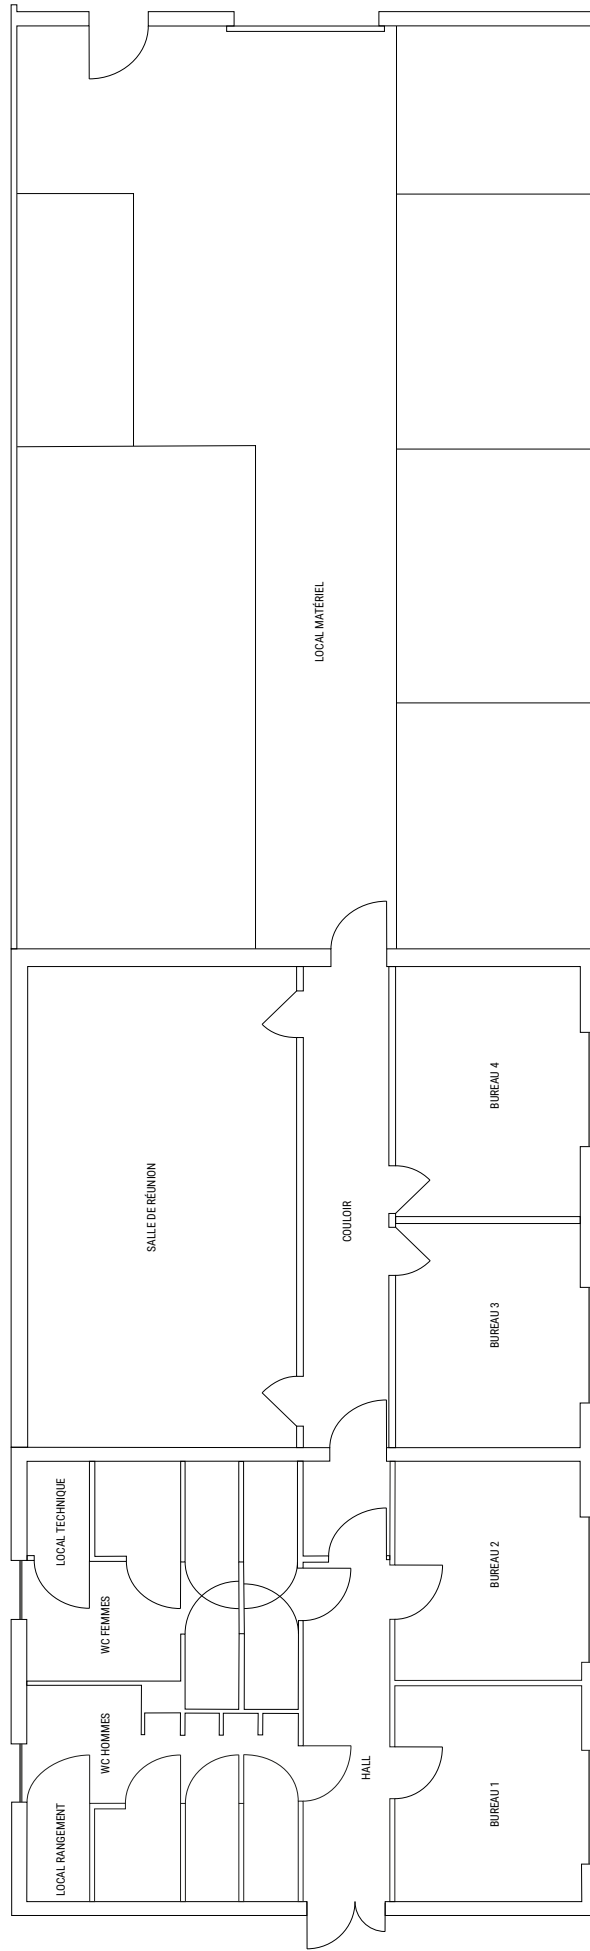 LOCAL MATÉRIEL
BUREAU 4
SALLE DE RÉUNION
COULOIR
BUREAU 3
LOCAL TECHNIQUE
BUREAU 2
WC FEMMES
WC HOMMES
HALL
BUREAU 1
LOCAL RANGEMENT